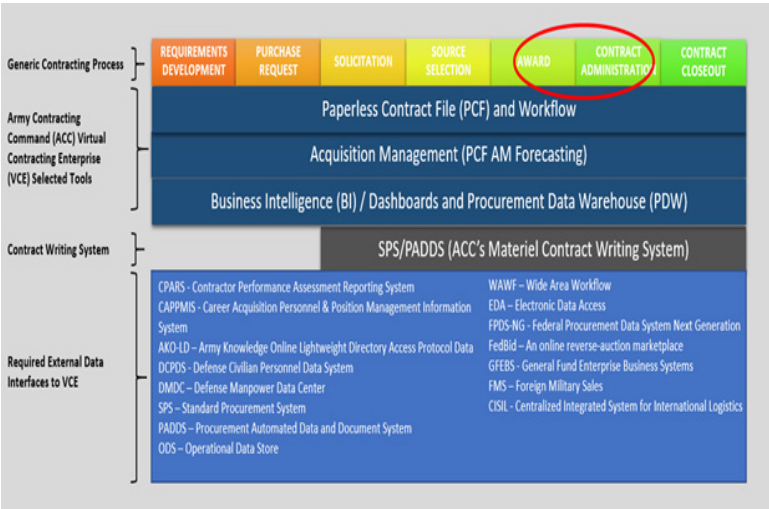 Generic Contracting Process
REQUIREMENTS
DEVELOPMENT
PURCHASE
REQUEST
SOLICITATION
SOURCE
SELECTION
AWARD
CONTRACT
ADMINISTRATION
CONTRACT
CLOSEOUT
Army Contracting
Command (ACC) Virtual
Contracting Enterprise
(VCE) Selected Tools
Paperless Contract File (PCF) and Workflow
Acquisition Management (PCF AM Forecasting)
Business Intelligence (BI) / Dashboards and Procurement Data Warehouse (PDW)
Contract Writing System
SPS/PADDS (ACC's Materiel Contract Writing System)
Required External Data
Interfaces to VCE
CPARS - Contractor Performance Assessment Reporting System
CAPPMIS - Career Acquisition Personnel & Position Management Information
System
AKO-LD – Army Knowledge Online Lightweight Directory Access Protocol Data
DCPDS - Defense Civilian Personnel Data System
DMDC – Defense Manpower Data Center
SPS – Standard Procurement System
PADDS – Procurement Automated Data and Document System
ODS – Operational Data Store
WAWF – Wide Area Workflow
EDA – Electronic Data Access
FPDS-NG - Federal Procurement Data System Next Generation
FedBid – An online reverse-auction marketplace
GFEBS - General Fund Enterprise Business Systems
FMS – Foreign Military Sales
CISIL - Centralized Integrated System for International Logistics